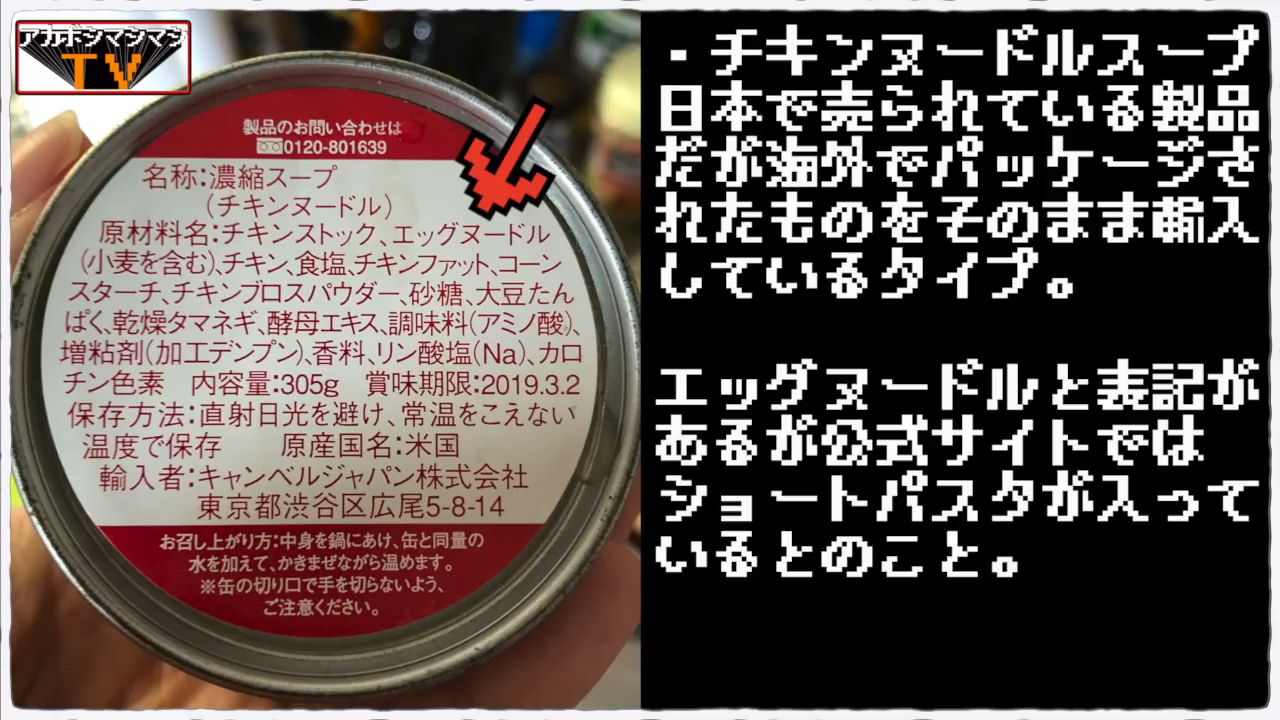 アカボシマシマシ
TV
製品のお問い合わせは
0120-801639
名称:濃縮スープ
(チキンヌードル)
原材料名:チキンストック、エッグヌードル
(小麦を含む)、チキン、食塩、チキンファット、コーン
スターチ、チキンブロスパウダー、砂糖、大豆たん
ぱく、乾燥タマネギ、酵母エキス、調味料(アミノ酸)、
増粘剤(加工デンプン)、香料、リン酸塩(Na)、カロ
チン色素　内容量:305g　賞味期限:2019.3.2
保存方法:直射日光を避け、常温をこえない
温度で保存　原産国名:米国
輸入者:キャンベルジャパン株式会社
東京都渋谷区広尾5-8-14
お召し上がり方:中身を鍋にあけ、缶と同量の
水を加えて、かきまぜながら温めます。
※缶の切り口で手を切らないよう、
ご注意ください。
・チキンヌードルスープ
日本で売られている製品
だが海外でパッケージさ
れたものをそのまま輸入
しているタイプ。
エッグヌードルと表記が
あるが公式サイトでは
ショートパスタが入って
いるとのこと。